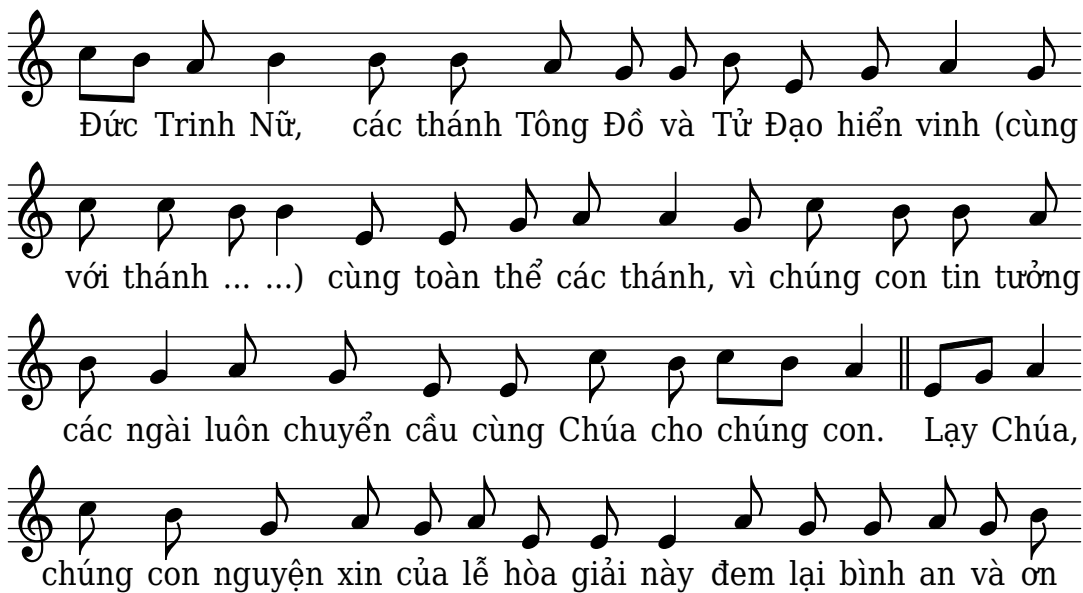 Đức Trinh Nữ, các thánh Tông Đồ và Tử Đạo hiển vinh (cùng
với thánh ... ...) cùng toàn thể các thánh, vì chúng con tin tưởng
các ngài luôn chuyển cầu cùng Chúa cho chúng con. Lạy Chúa,
chúng con nguyện xin của lễ hòa giải này đem lại bình an và ơn